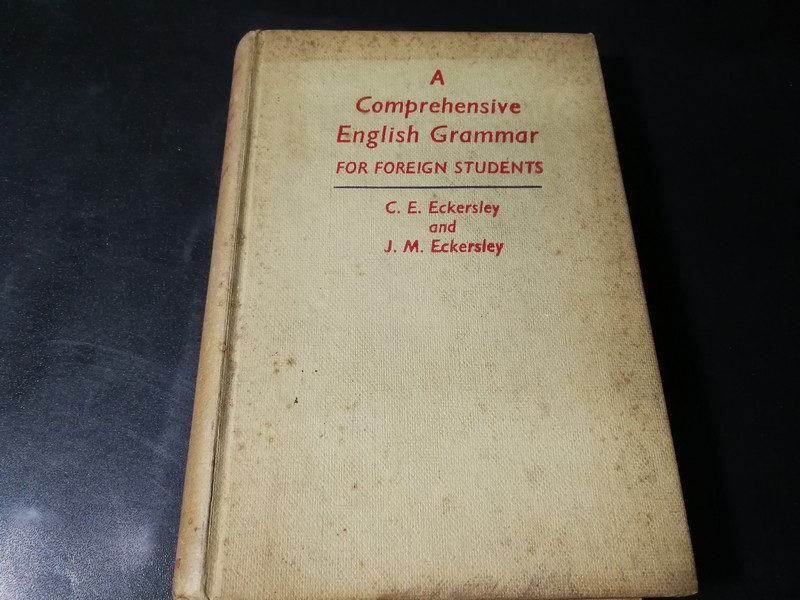 A
Comprehensive
English Grammar
FOR FOREIGN STUDENTS
C. E. Eckersley
and
J. M. Eckersley